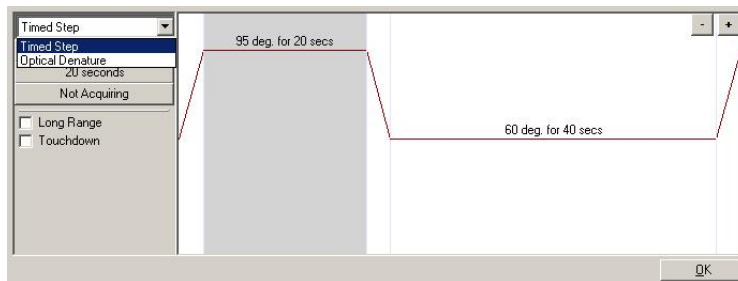 Timed Step
Timed Step
Optical Denature
20 seconds
Not Acquiring
Long Range
Touchdown
95 deg. for 20 secs
60 deg. for 40 secs
-
+
OK